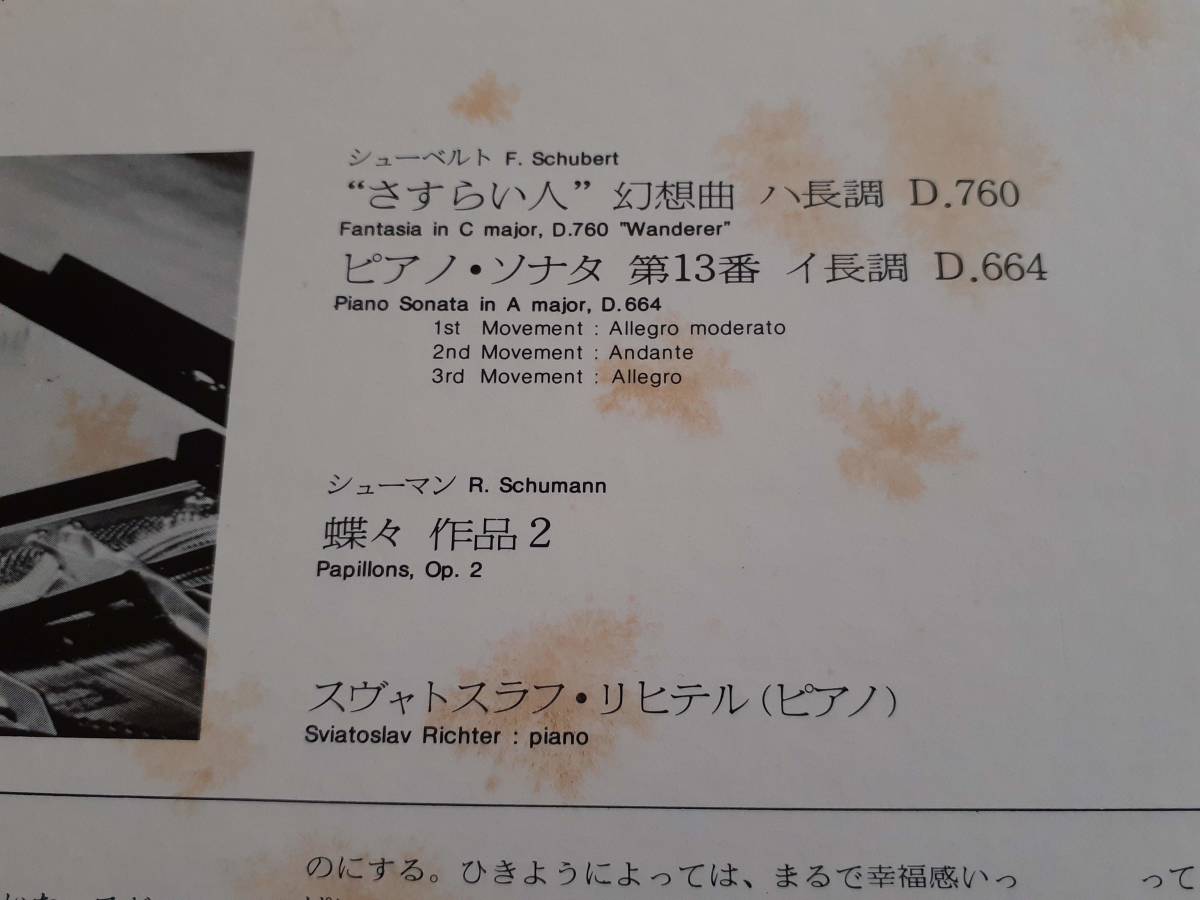 シューベルト F. Schubert
“さすらい人” 幻想曲 ハ長調 D.760
Fantasia in C major, D.760 "Wanderer"
ピアノ・ソナタ 第13番 イ長調 D.664
Piano Sonata in A major, D.664
1st Movement : Allegro moderato
2nd Movement : Andante
3rd Movement : Allegro
シューマン R. Schumann
蝶々 作品2
Papillons, Op. 2
スヴャトスラフ・リヒテル(ピアノ)
Sviatoslav Richter : piano
のにする。ひきようによっては、まるで幸福感いっ
って